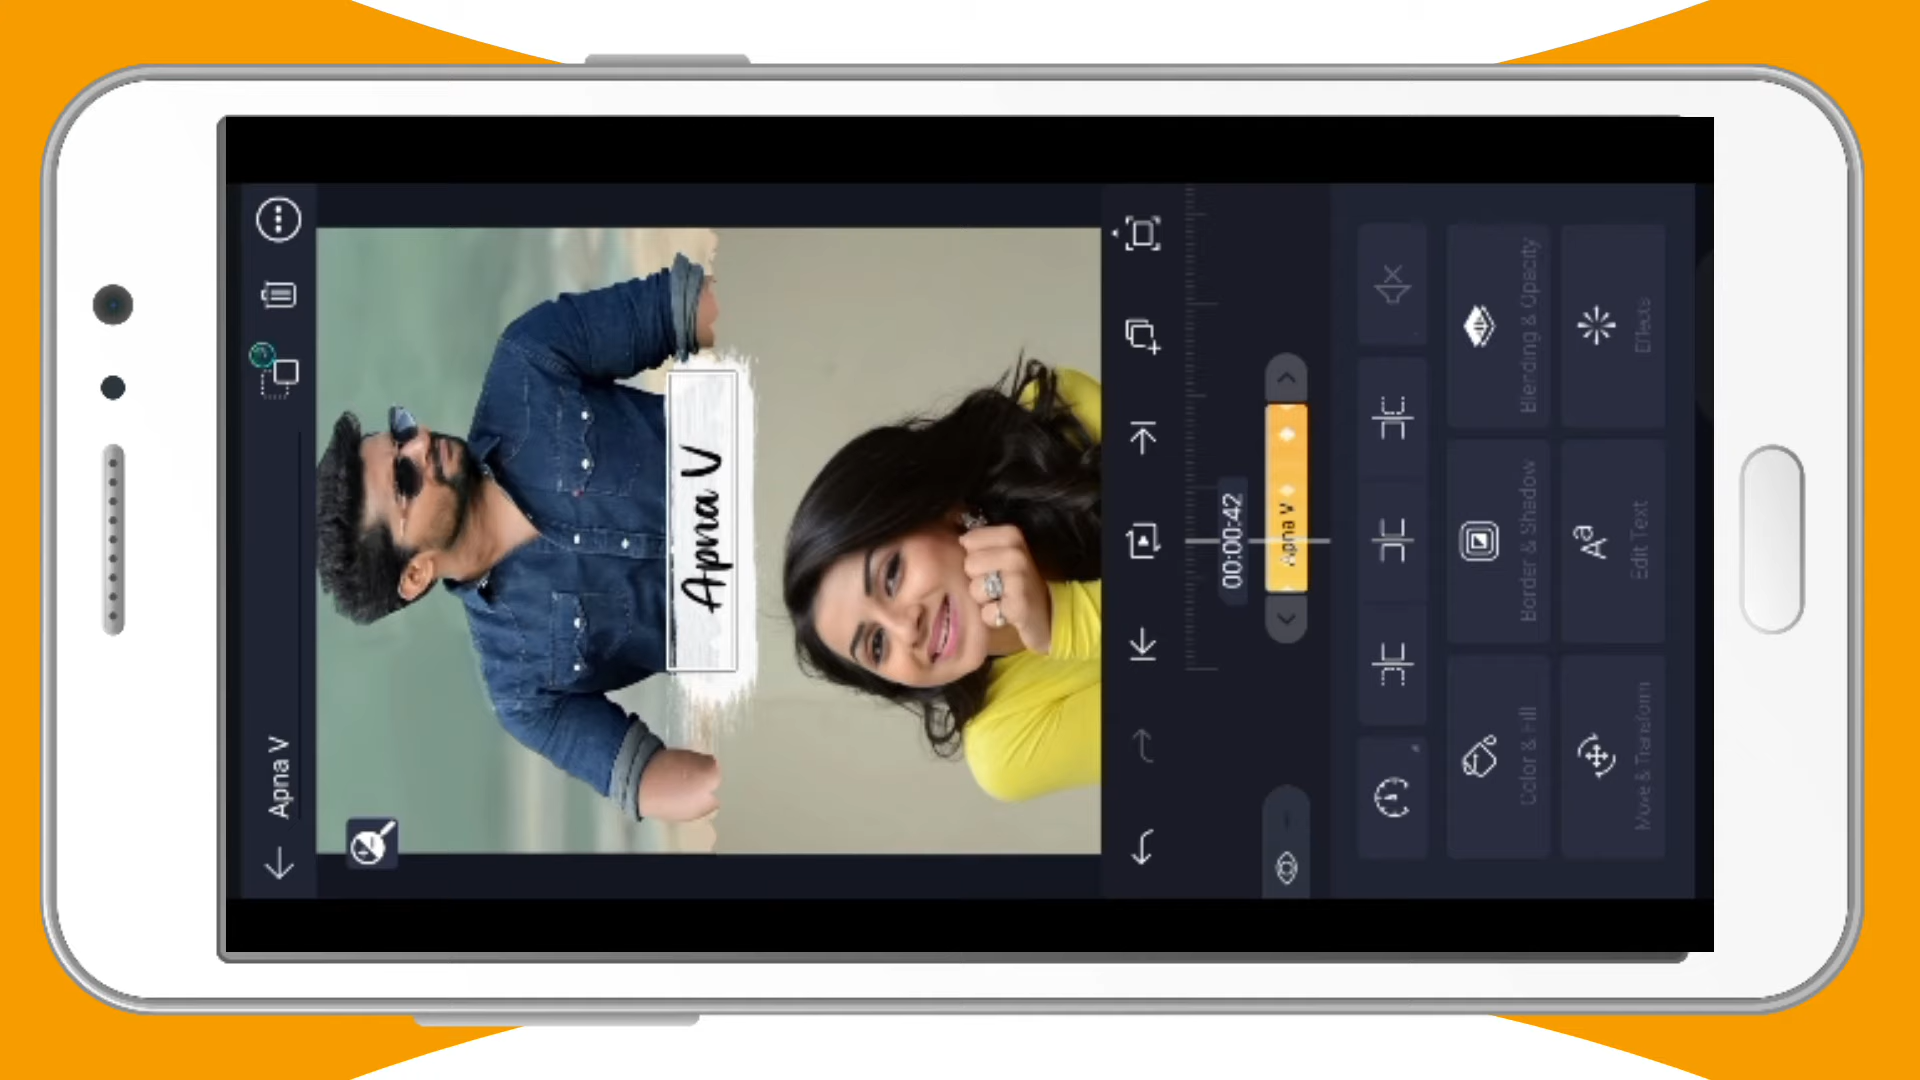 Apna V
Apna V
00:00:42
Apna V
Color & Fill
Border & Shadow
Blending & Opacity
Move & Transform
Edit Text
Effects